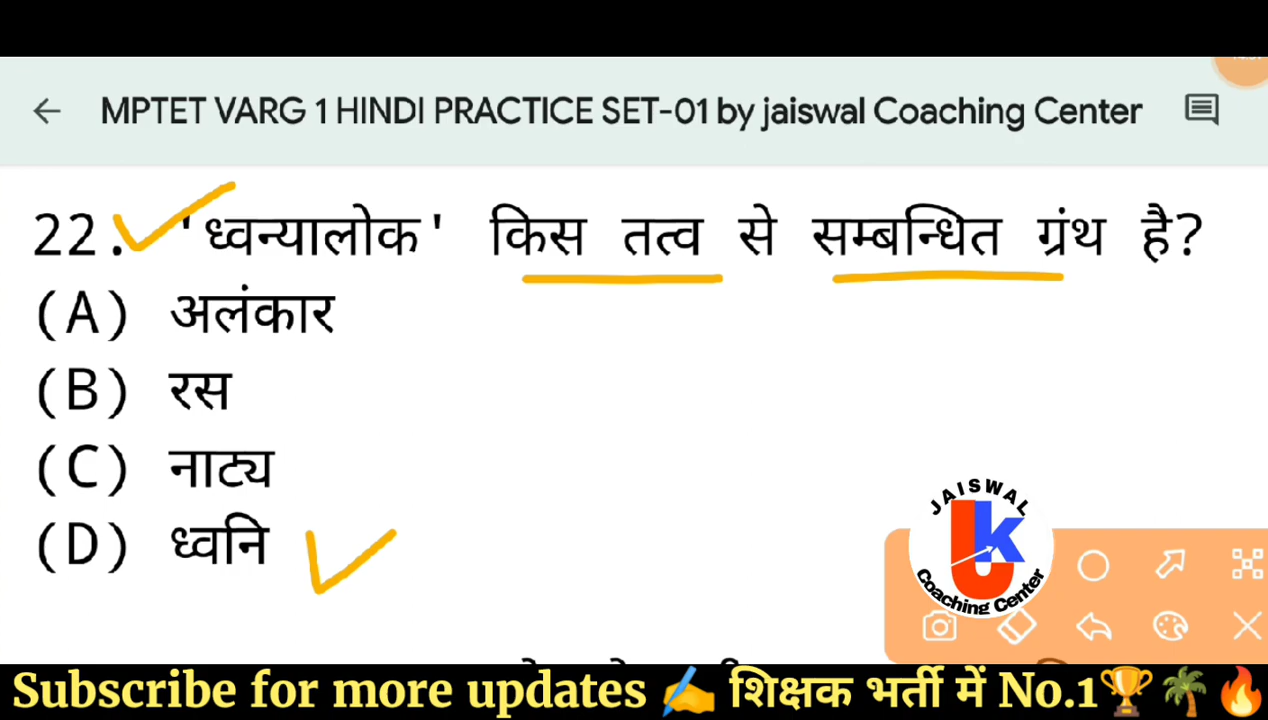 MPTET VARG 1 HINDI PRACTICE SET-01 by jaiswal Coaching Center
22. 'ध्वन्यालोक' किस तत्व से सम्बन्धित ग्रंथ है?
(A) अलंकार
(B) रस
(C) नाट्य
(D) ध्वनि
JAISWAL
JK
Coaching Center
Subscribe for more updates ✍️ शिक्षक भर्ती में No.1🏆🌴🔥